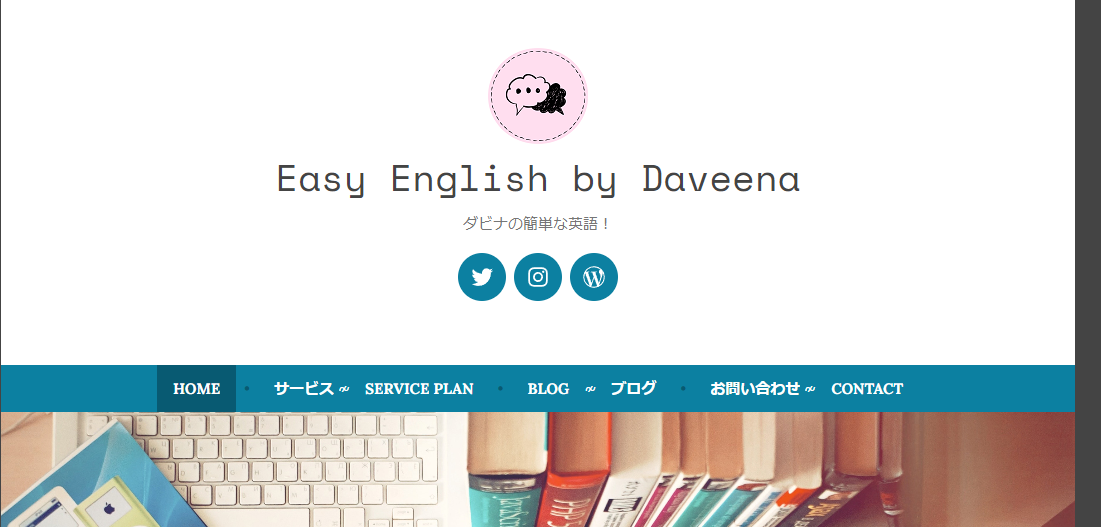 Easy English by Daveena
ダビナの簡単な英語！
HOME • サービス ～ SERVICE PLAN • BLOG ～ ブログ • お問い合わせ ～ CONTACT
JavaScript